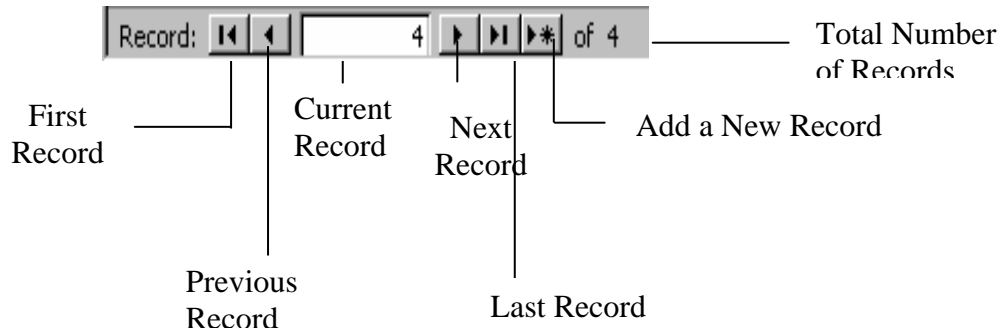 Record: 4 of 4
Total Number
of Records
First
Record
Current
Record
Next
Record
Add a New Record
Previous
Record
Last Record